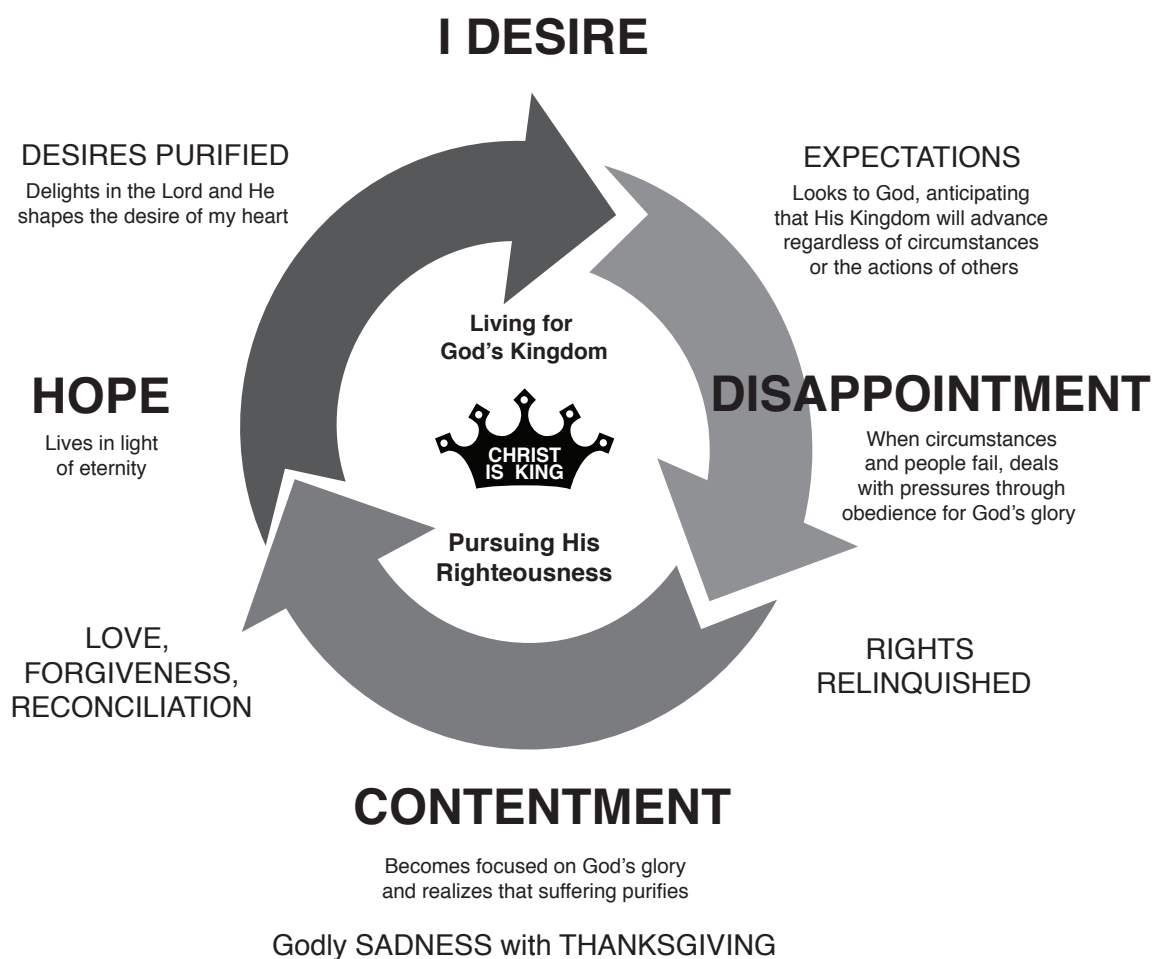 I DESIRE
DESIRES PURIFIED
Delights in the Lord and He
shapes the desire of my heart
EXPECTATIONS
Looks to God, anticipating
that His Kingdom will advance
regardless of circumstances
or the actions of others
Living for
God's Kingdom
HOPE
Lives in light
of eternity
CHRIST
IS KING
DISAPPOINTMENT
When circumstances
and people fail, deals
with pressures through
obedience for God's glory
Pursuing His
Righteousness
LOVE,
FORGIVENESS,
RECONCILIATION
RIGHTS
RELINQUISHED
CONTENTMENT
Becomes focused on God's glory
and realizes that suffering purifies
Godly SADNESS with THANKSGIVING